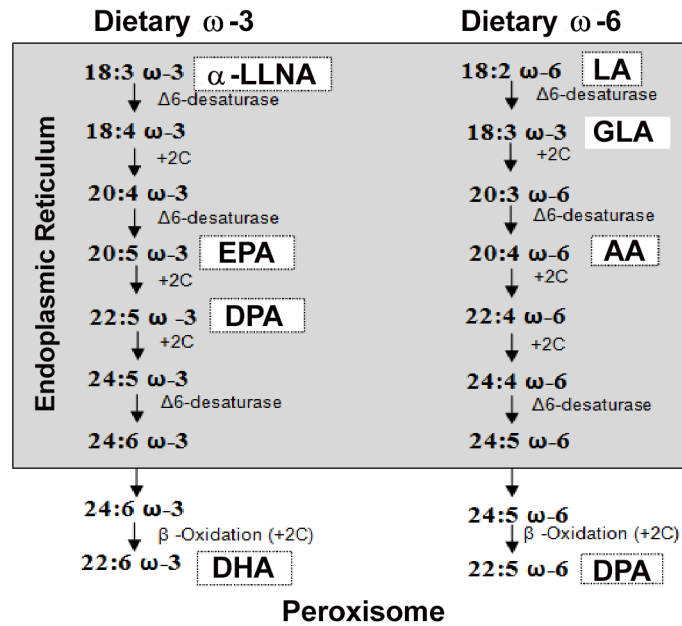 Dietary ω-3
Dietary ω-6
Endoplasmic Reticulum
18:3 ω-3 α-LLNA
Δ6-desaturase
18:4 ω-3
+2C
20:4 ω-3
Δ6-desaturase
20:5 ω-3 EPA
+2C
22:5 ω -3 DPA
+2C
24:5 ω-3
Δ6-desaturase
24:6 ω-3
24:6 ω-3
β -Oxidation (+2C)
22:6 ω-3 DHA
18:2 ω-6 LA
Δ6-desaturase
18:3 ω-3 GLA
+2C
20:3 ω-6
Δ6-desaturase
20:4 ω-6 AA
+2C
22:4 ω-6
+2C
24:4 ω-6
Δ6-desaturase
24:5 ω-6
24:5 ω-6
β -Oxidation (+2C)
22:5 ω-6 DPA
Peroxisome